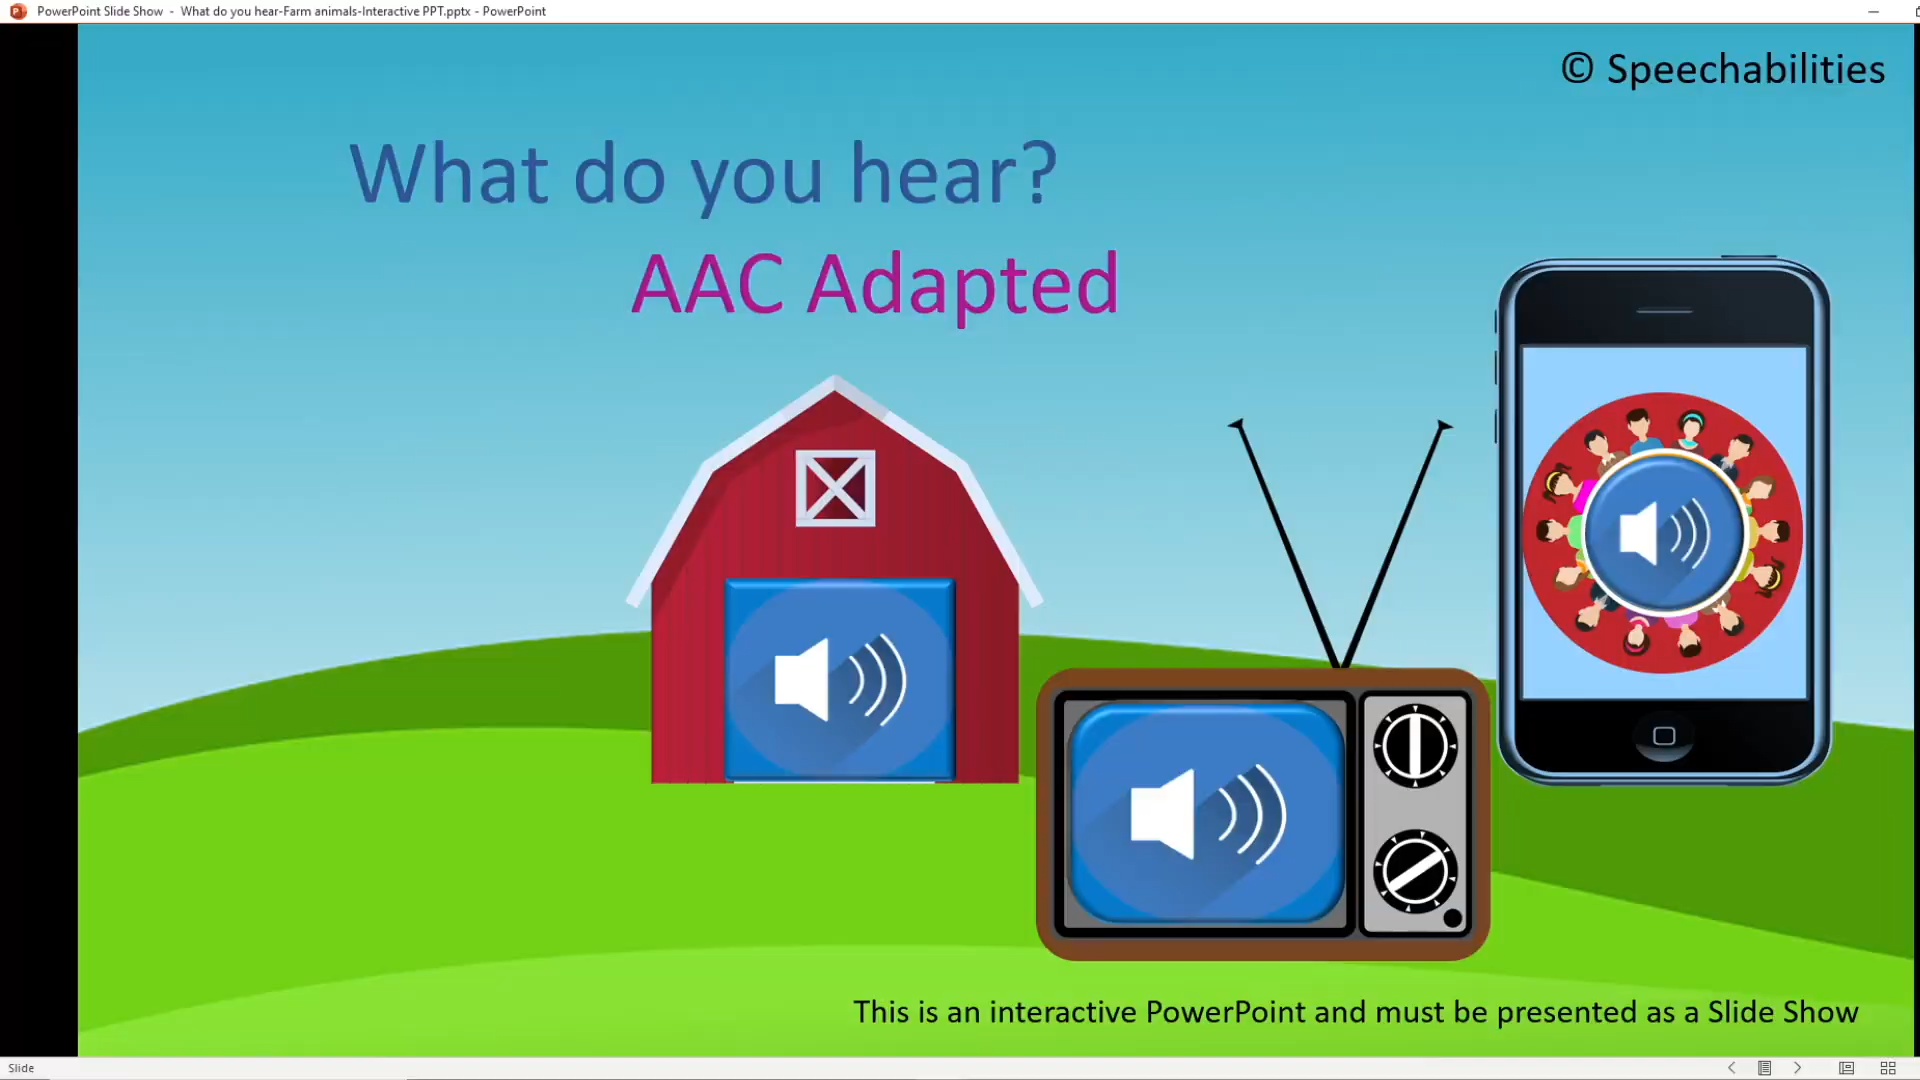 PowerPoint Slide Show - What do you hear-Farm animals-Interactive PPT.pptx - PowerPoint
© Speechabilities
What do you hear?
AAC Adapted
This is an interactive PowerPoint and must be presented as a Slide Show
Slide